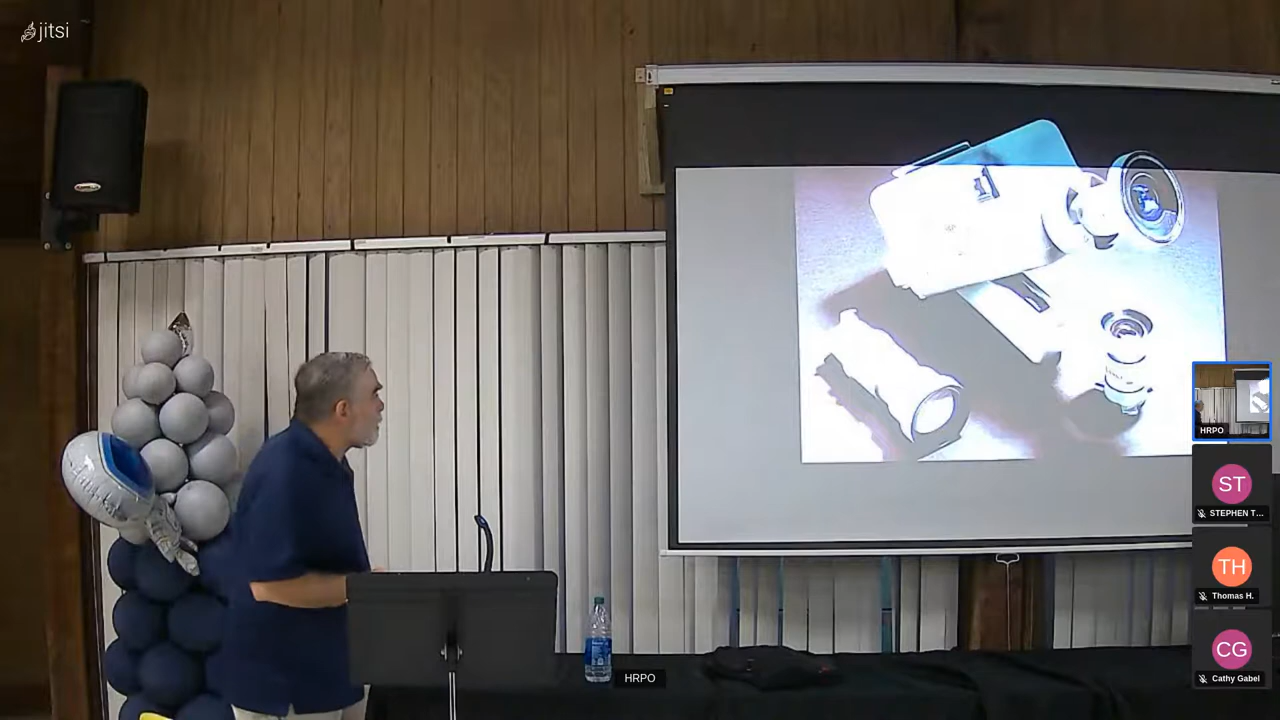 jitsi
HRPO
STEPHEN T...
ST
Thomas H.
TH
Cathy Gabel
CG
HRPO